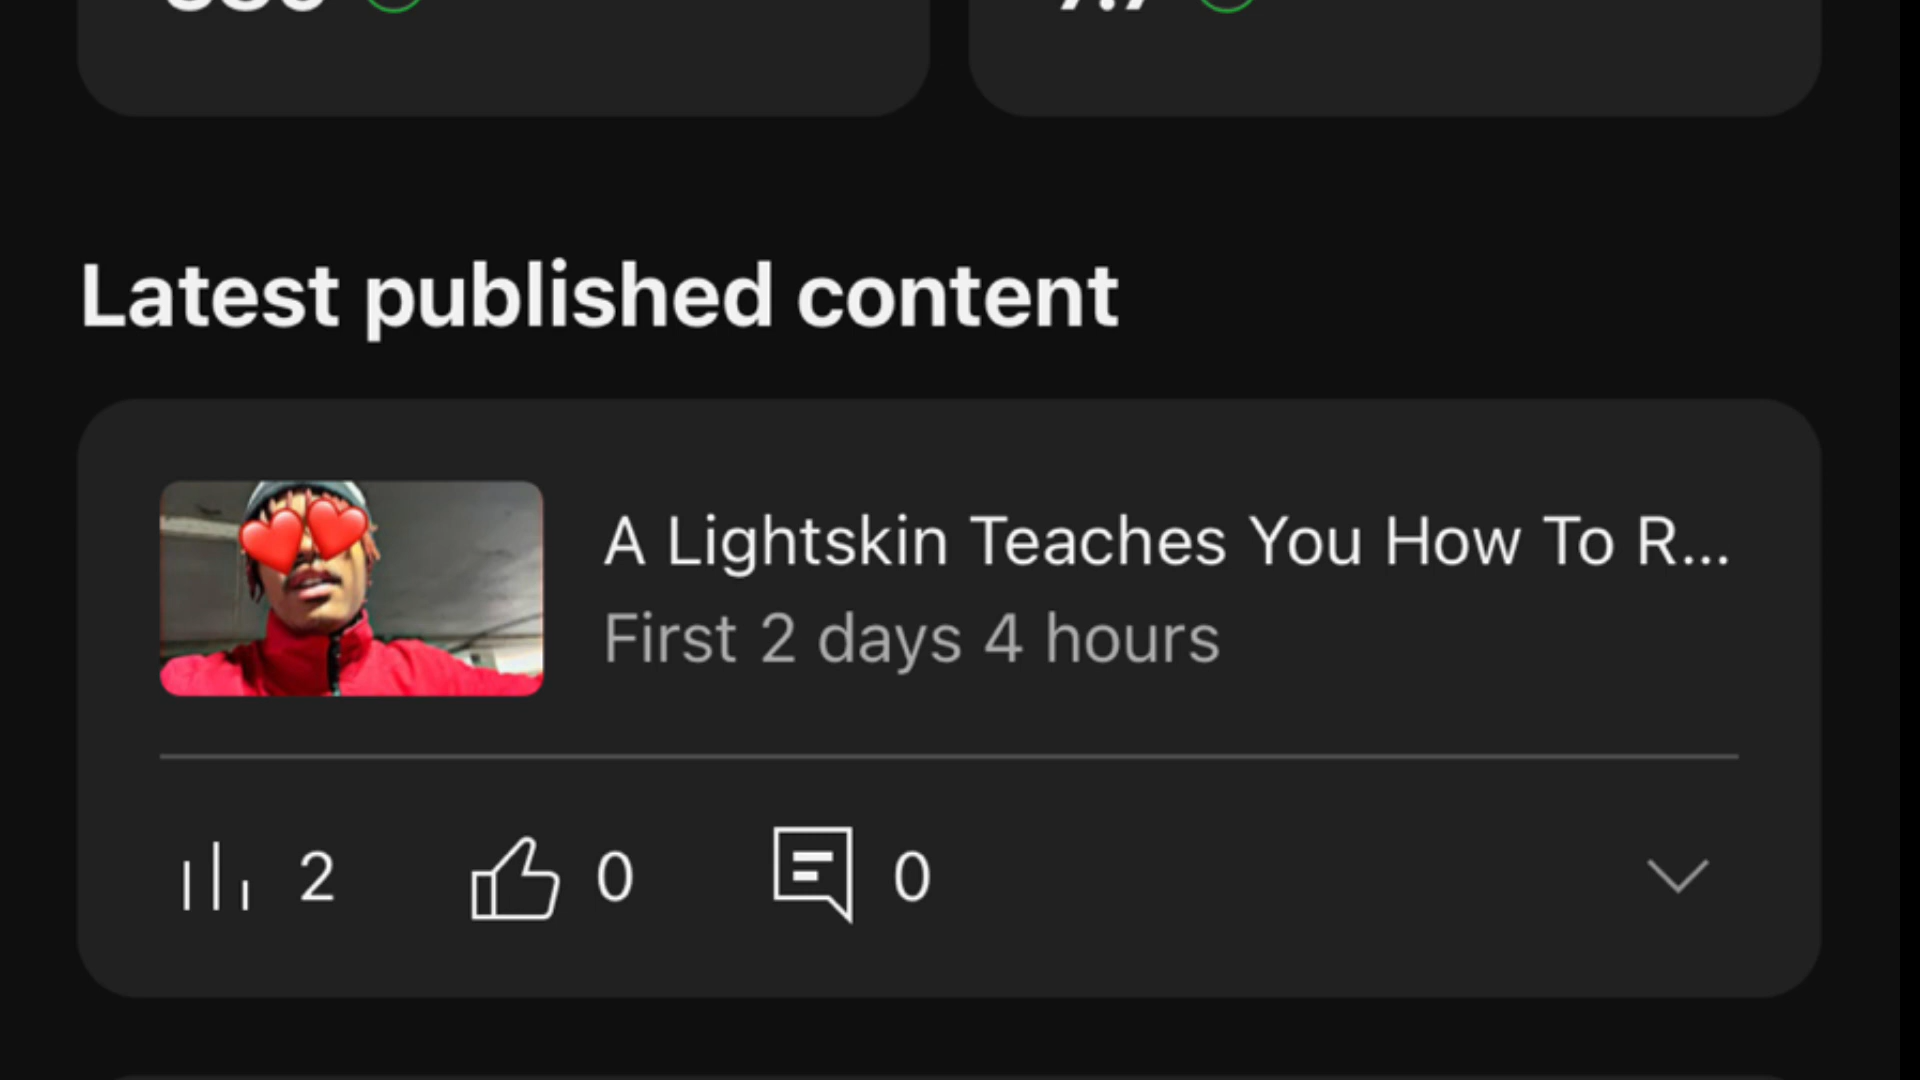 Latest published content
A Lightskin Teaches You How To R...
First 2 days 4 hours
2 0 0